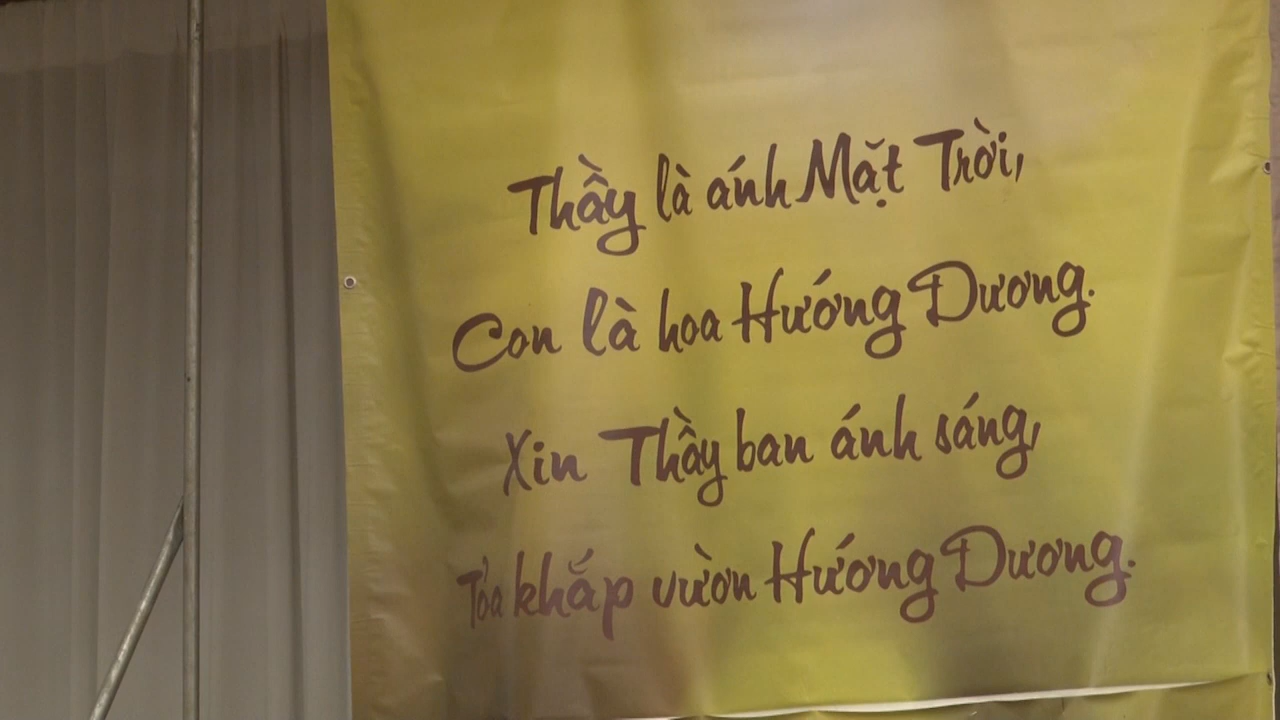 Thầy là ánh Mặt Trời,
Con là hoa Hướng Dương.
Xin Thầy ban ánh sáng,
Tỏa khắp vườn Hướng Dương.